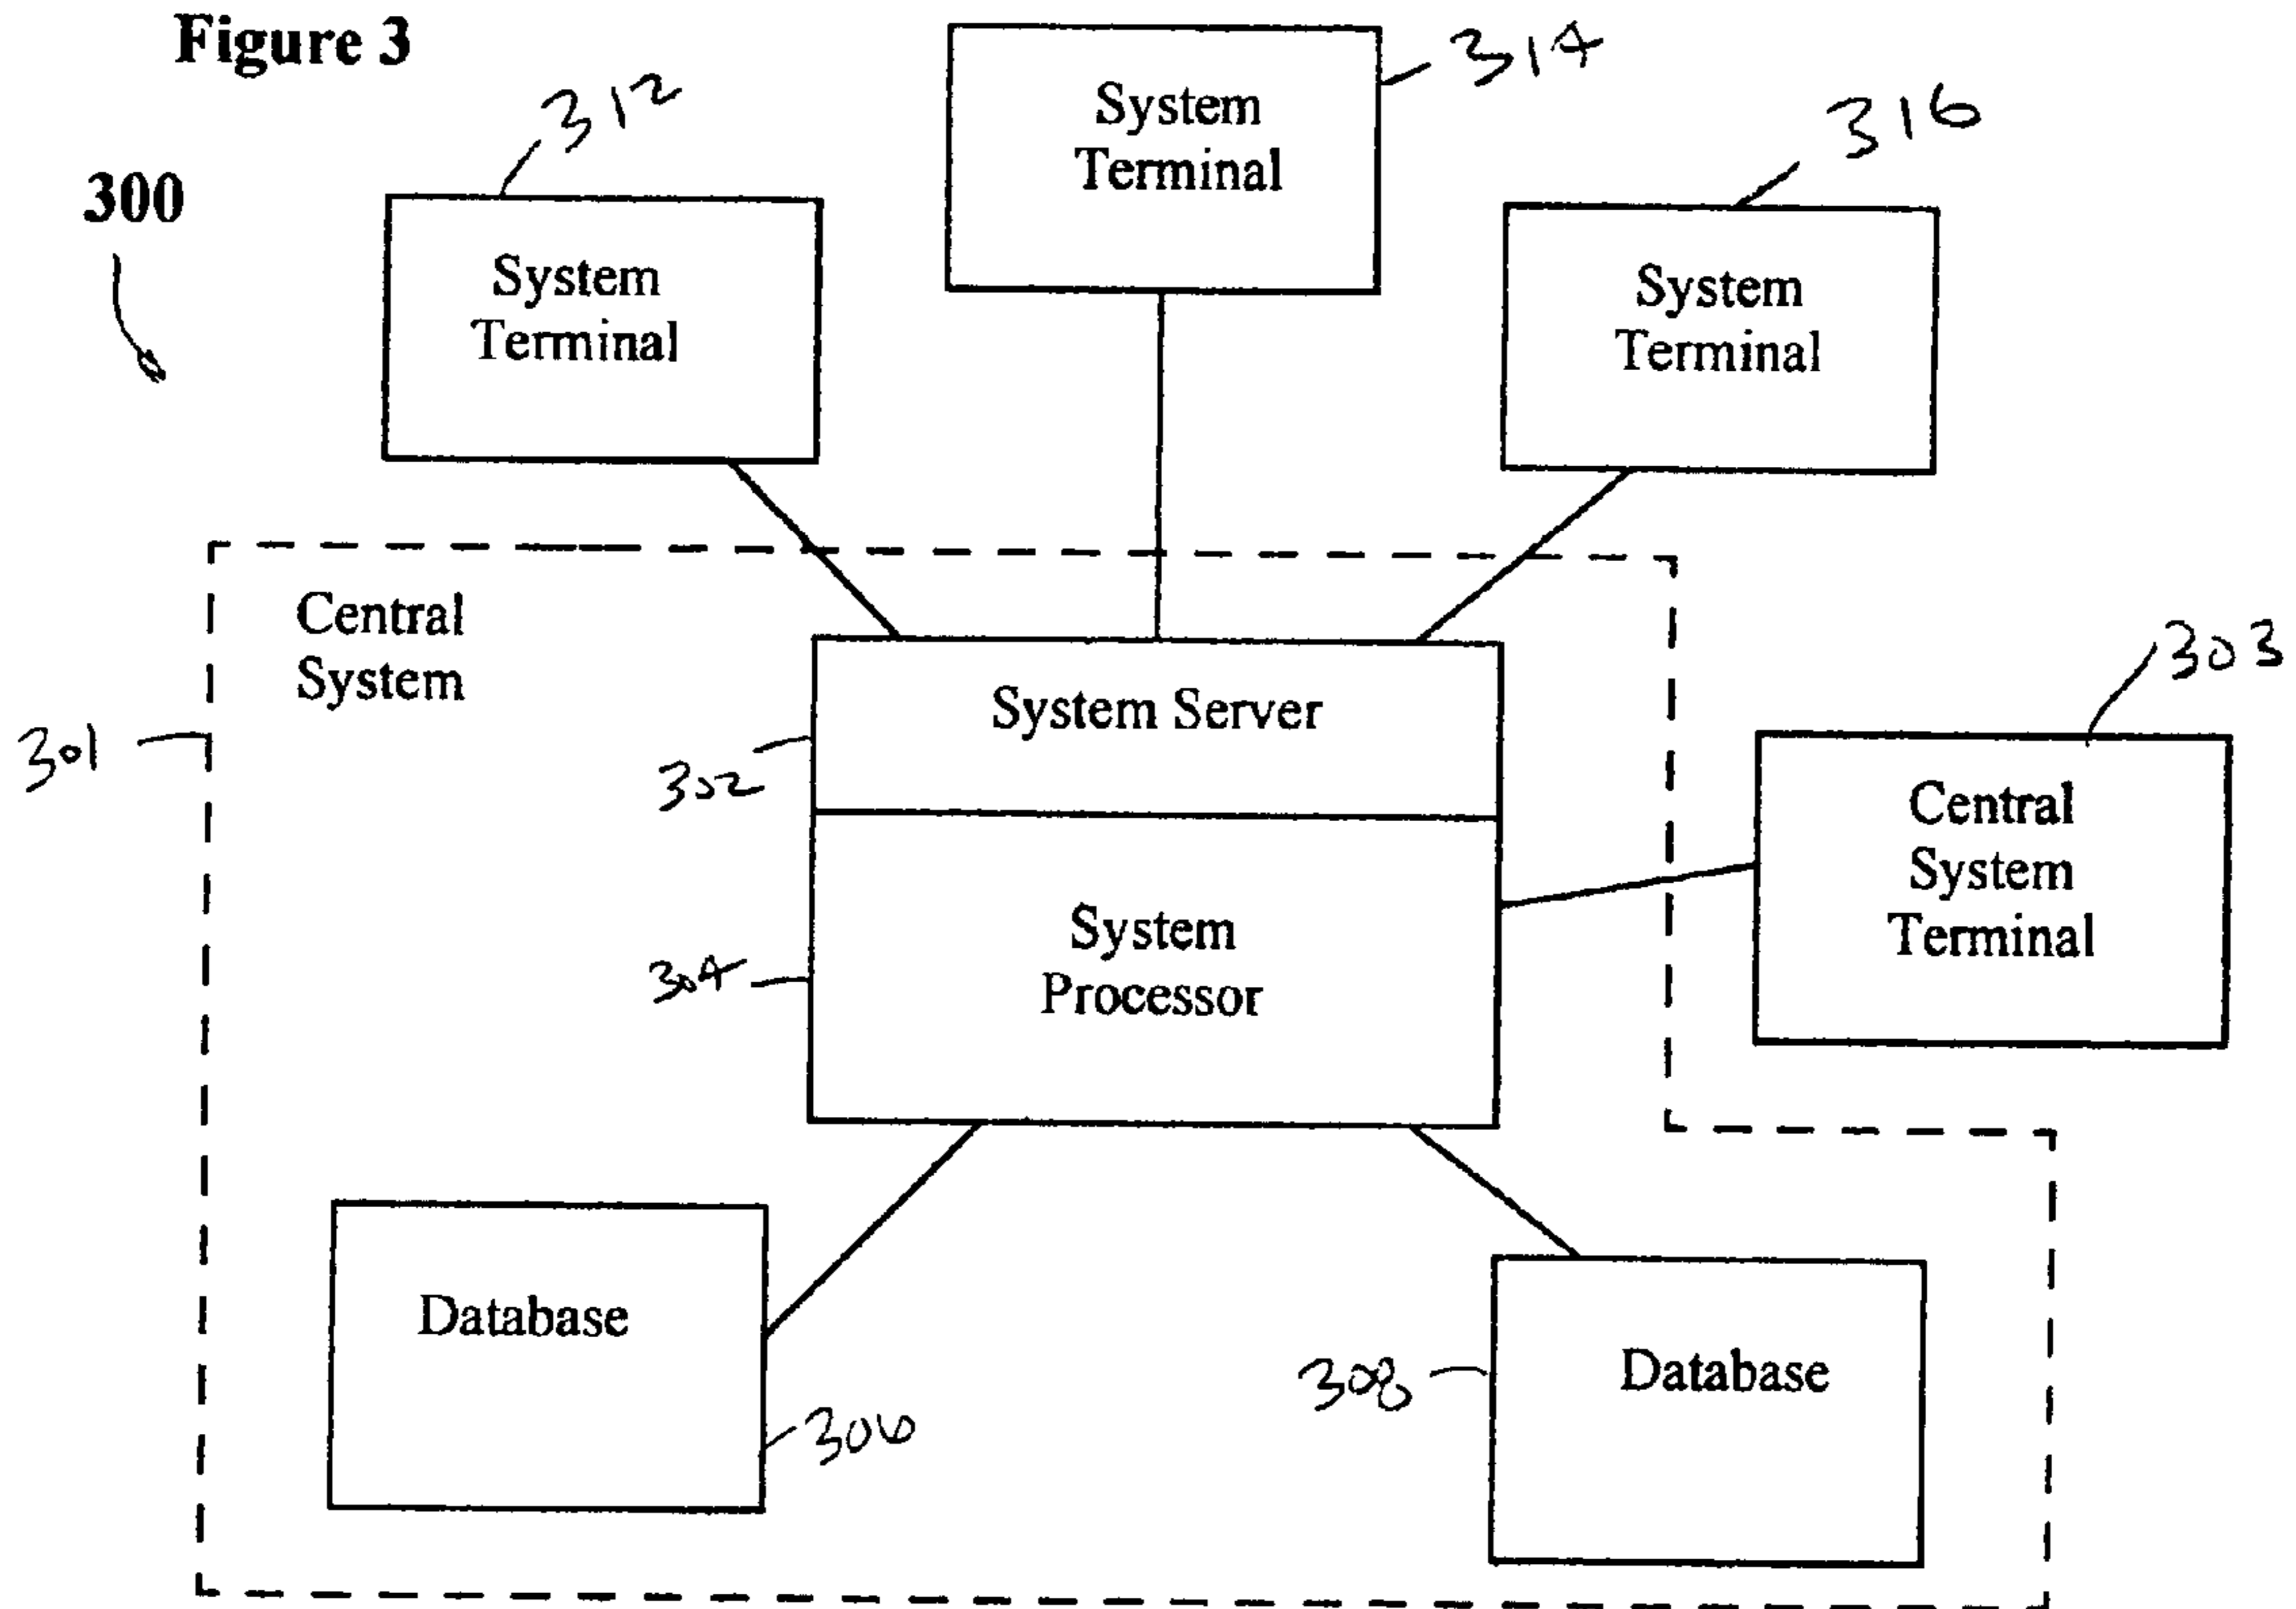 Figure 3
300
312
System
Terminal
314
System
Terminal
316
System
Terminal
Central
System
301
System Server
302
303
Central
System
Terminal
System
Processor
304
Database
306
308
Database